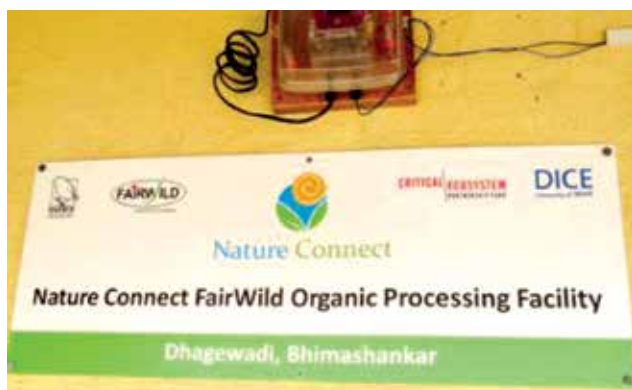 FAIRWILD
CRITICAL ECOSYSTEM
DICE
Nature Connect
Nature Connect FairWild Organic Processing Facility
Dhagewadi, Bhimashankar